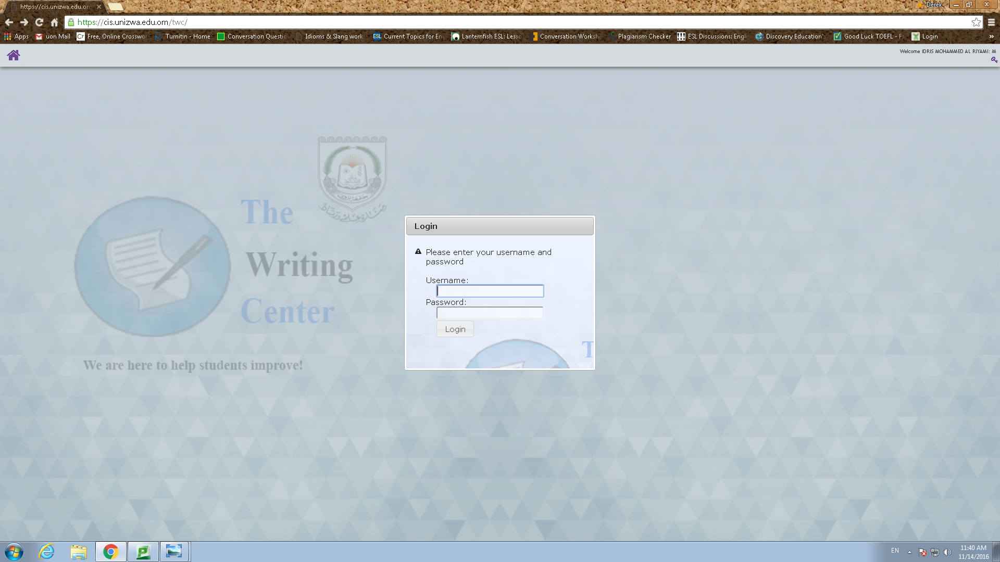 https://cis.unizwa.edu.om
Derek
https://cis.unizwa.edu.om/twc/
Apps
uon Mail
Free, Online Crosswo
Turnitin - Home
Conversation Questio
Idioms & Slang work
ESL Current Topics for En
Lanternfish ESL: Lesso
Conversation Worksh
Plagiarism Checker
ESL Discussions: Engli
Discovery Education's
Good Luck TOEFL - F
Login
»
Welcome IDRIS MOHAMMED AL RIYAMI: M
The
Writing
Center
We are here to help students improve!
Login
Please enter your username and
password
Username:
Password:
Login
T
EN
11:40 AM
11/14/2016